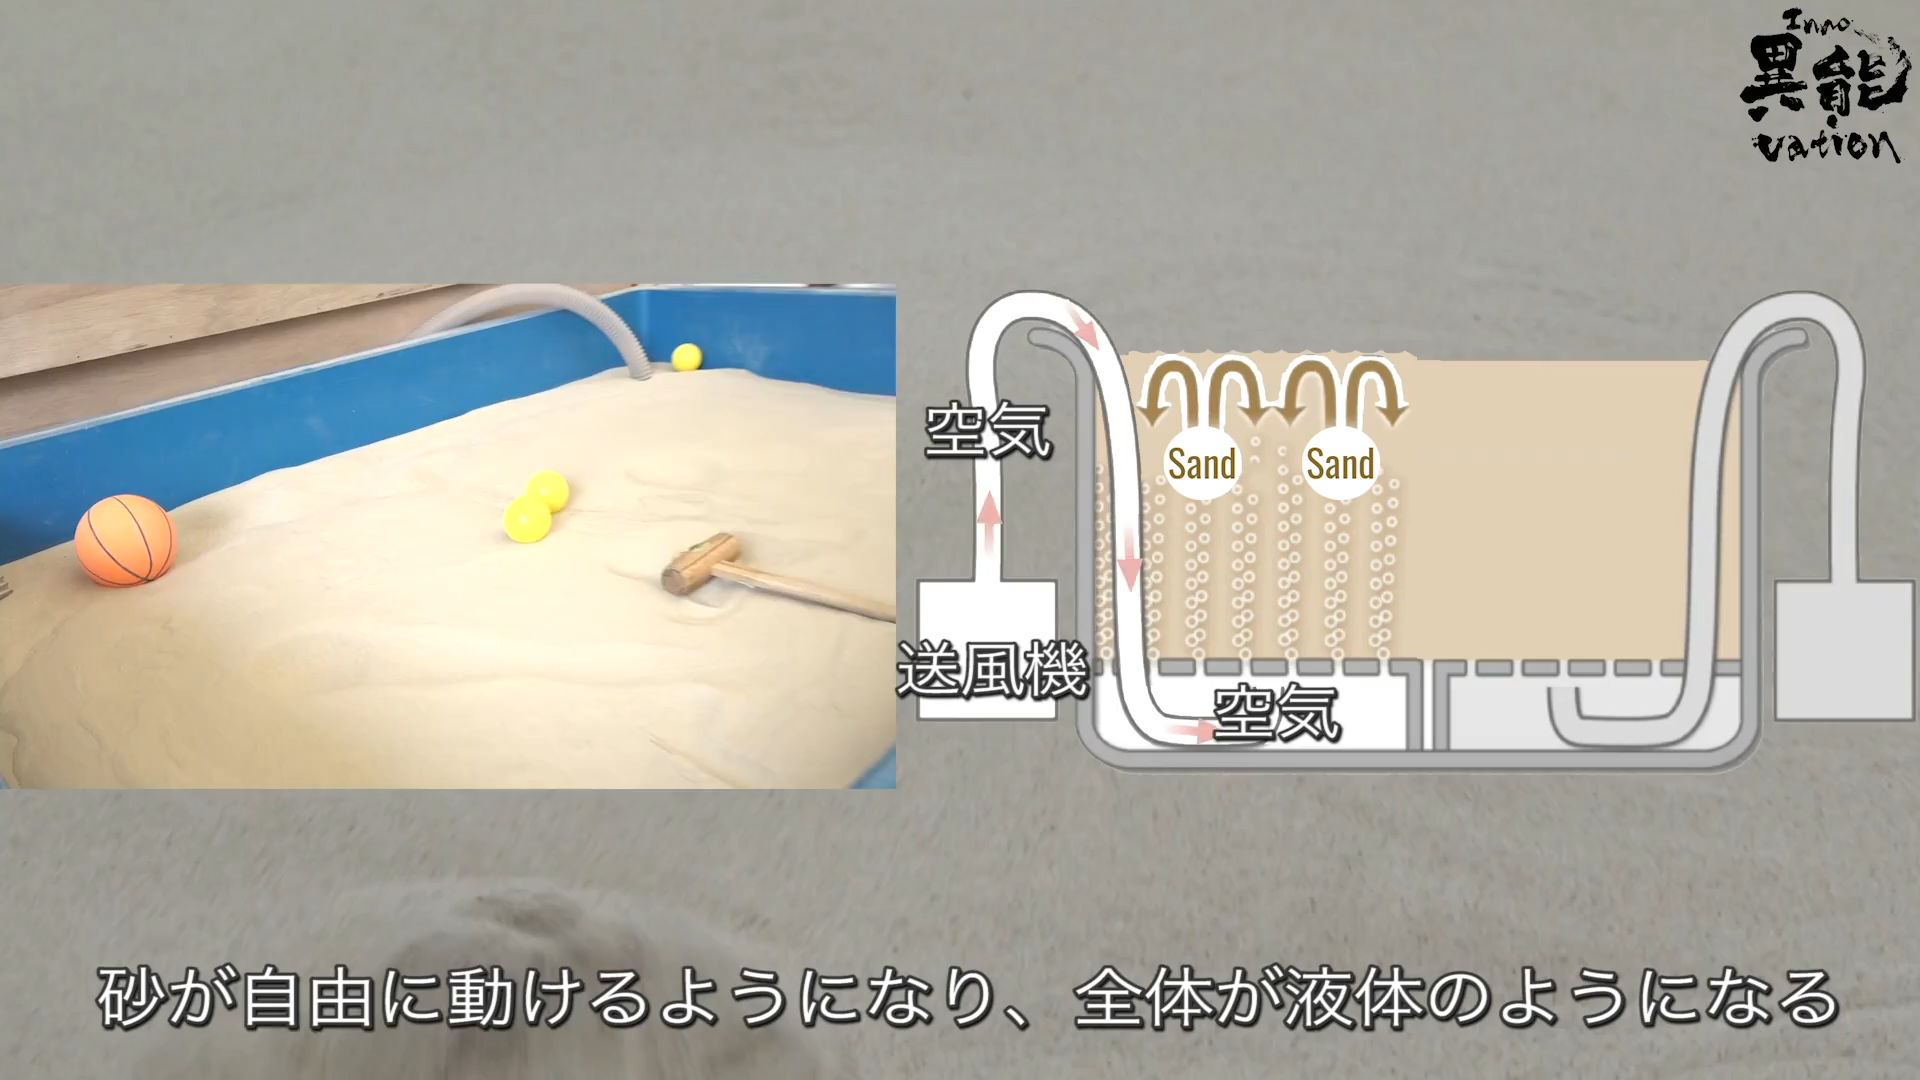 Inno
異能
vation
空気
Sand
Sand
送風機
空気
砂が自由に動けるようになり、全体が液体のようになる